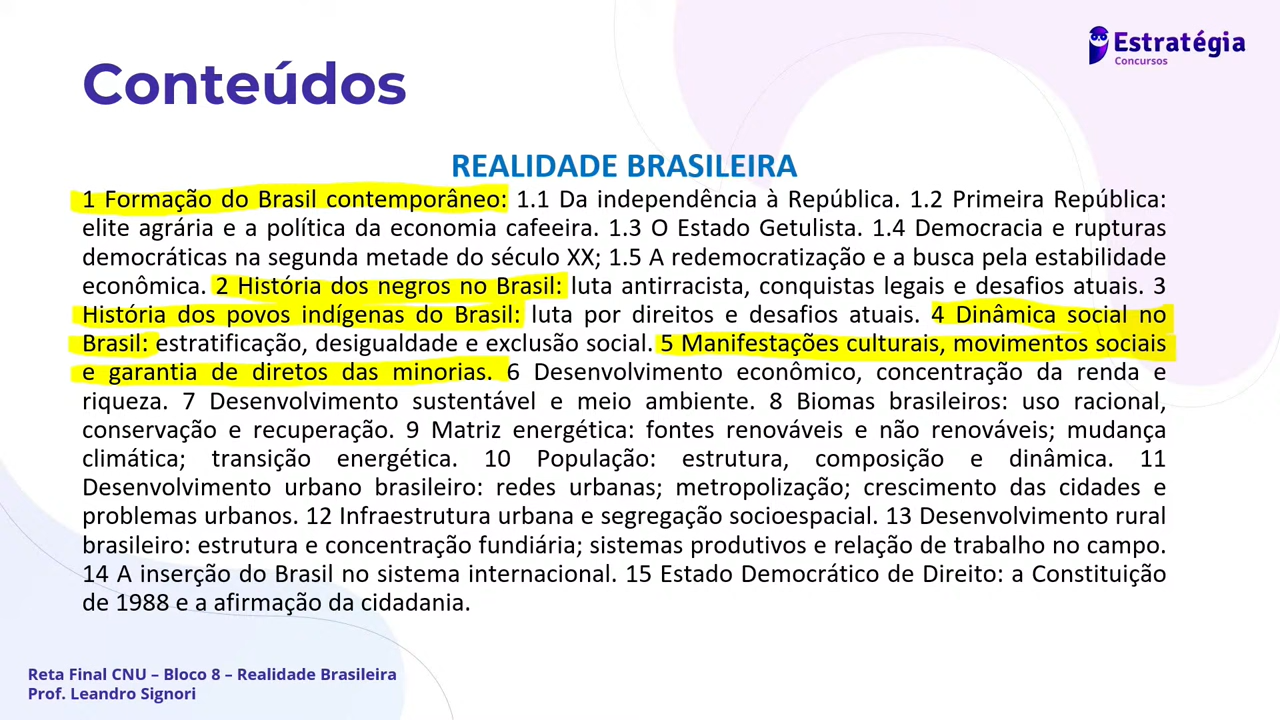 Estratégia
Concursos
Conteúdos
REALIDADE BRASILEIRA
1 Formação do Brasil contemporâneo: 1.1 Da independência à República. 1.2 Primeira República:
elite agrária e a política da economia cafeeira. 1.3 O Estado Getulista. 1.4 Democracia e rupturas
democráticas na segunda metade do século XX; 1.5 A redemocratização e a busca pela estabilidade
econômica. 2 História dos negros no Brasil: luta antirracista, conquistas legais e desafios atuais. 3
História dos povos indígenas do Brasil: luta por direitos e desafios atuais. 4 Dinâmica social no
Brasil: estratificação, desigualdade e exclusão social. 5 Manifestações culturais, movimentos sociais
e garantia de diretos das minorias. 6 Desenvolvimento econômico, concentração da renda e
riqueza. 7 Desenvolvimento sustentável e meio ambiente. 8 Biomas brasileiros: uso racional,
conservação e recuperação. 9 Matriz energética: fontes renováveis e não renováveis; mudança
climática; transição energética. 10 População: estrutura, composição e dinâmica. 11
Desenvolvimento urbano brasileiro: redes urbanas; metropolização; crescimento das cidades e
problemas urbanos. 12 Infraestrutura urbana e segregação socioespacial. 13 Desenvolvimento rural
brasileiro: estrutura e concentração fundiária; sistemas produtivos e relação de trabalho no campo.
14 A inserção do Brasil no sistema internacional. 15 Estado Democrático de Direito: a Constituição
de 1988 e a afirmação da cidadania.
Reta Final CNU – Bloco 8 – Realidade Brasileira
Prof. Leandro Signori